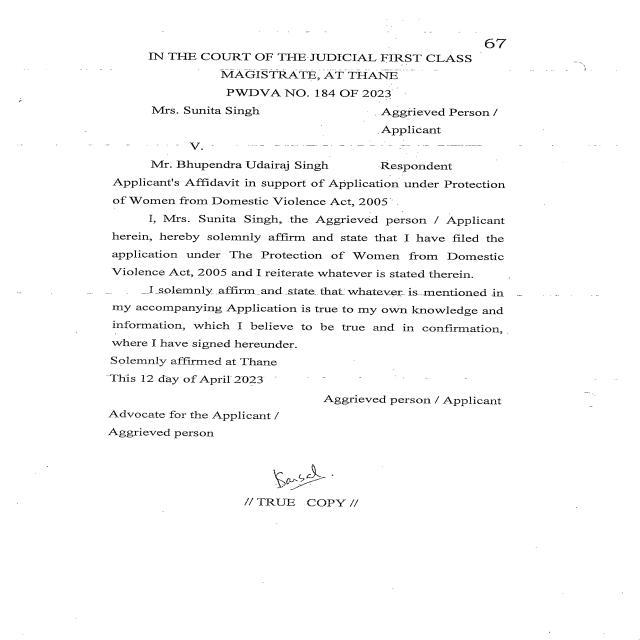 67
IN THE COURT OF THE JUDICIAL FIRST CLASS
MAGISTRATE, AT THANE
PWDVA NO. 184 OF 2023
Mrs. Sunita Singh Aggrieved Person /
Applicant
V.
Mr. Bhupendra Udairaj Singh Respondent
Applicant's Affidavit in support of Application under Protection
of Women from Domestic Violence Act, 2005
I, Mrs. Sunita Singh, the Aggrieved person / Applicant
herein, hereby solemnly affirm and state that I have filed the
application under The Protection of Women from Domestic
Violence Act, 2005 and I reiterate whatever is stated therein.
I solemnly affirm and state that whatever is mentioned in
my accompanying Application is true to my own knowledge and
information, which I believe to be true and in confirmation,
where I have signed hereunder.
Solemnly affirmed at Thane
This 12 day of April 2023
Aggrieved person / Applicant
Advocate for the Applicant /
Aggrieved person
// TRUE COPY //